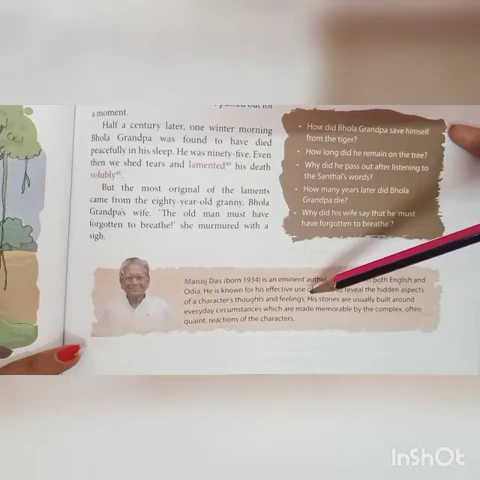 a moment.
Half a century later, one winter morning
Bhola Grandpa was found to have died
peacefully in his sleep. He was ninety-five. Even
then we shed tears and lamented his death
volubly.
But the most original of the laments
came from the eighty-year-old granny, Bhola
Grandpa's wife. 'The old man must have
forgotten to breathe!' she murmured with a
sigh.
• How did Bhola Grandpa save himself
from the tiger?
• How long did he remain on the tree?
• Why did he pass out after listening to
the Santhal's words?
• How many years later did Bhola
Grandpa die?
• Why did his wife say that he 'must
have forgotten to breathe'?
Manoj Das (born 1934) is an eminent author both English and
Odia. He is known for his effective use to reveal the hidden aspects
of a character's thoughts and feelings. His stories are usually built around
everyday circumstances which are made memorable by the complex, often
quaint, reactions of the characters.
InShOt